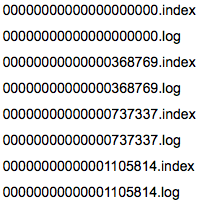 00000000000000000000.index
00000000000000000000.log
00000000000000368769.index
00000000000000368769.log
00000000000000737337.index
00000000000000737337.log
00000000000001105814.index
00000000000001105814.log